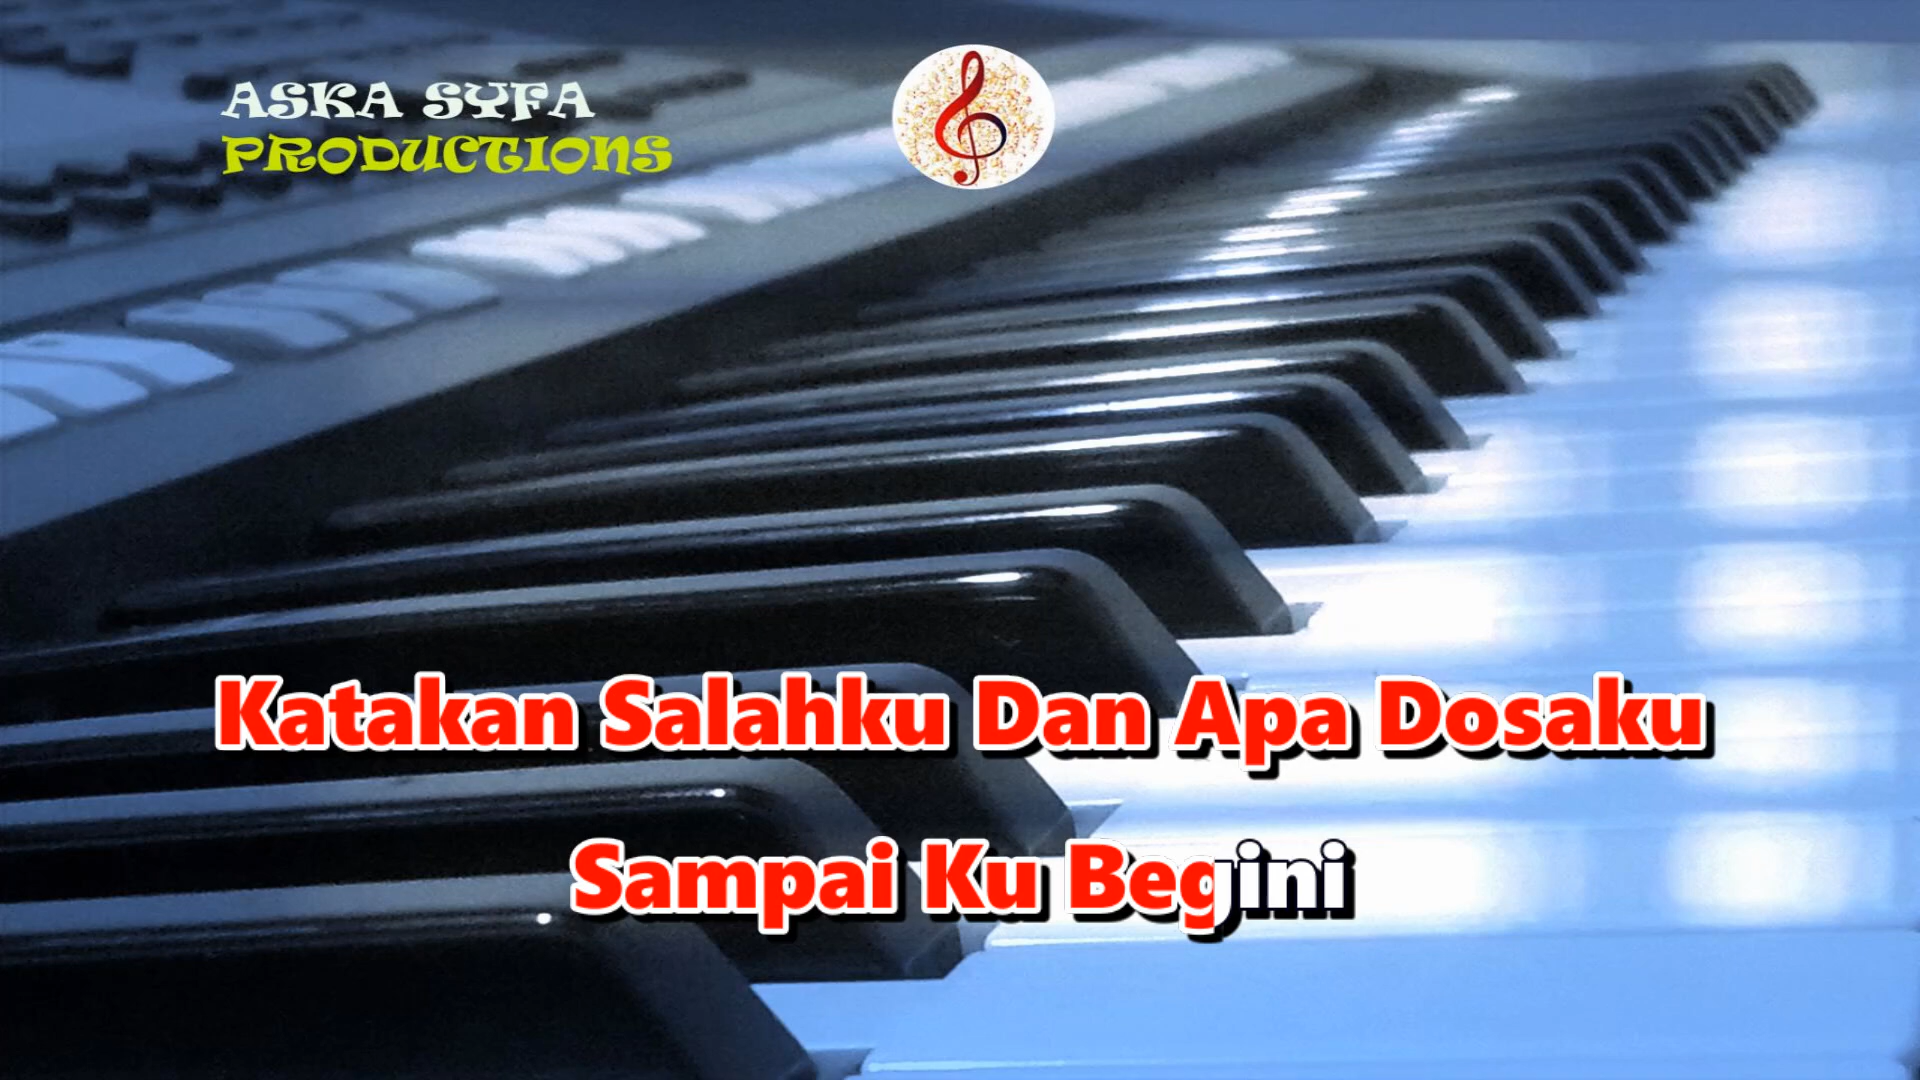 ASKA SYFA
PRODUCTIONS
Katakan Salahku Dan Apa Dosaku
Sampai Ku Begini